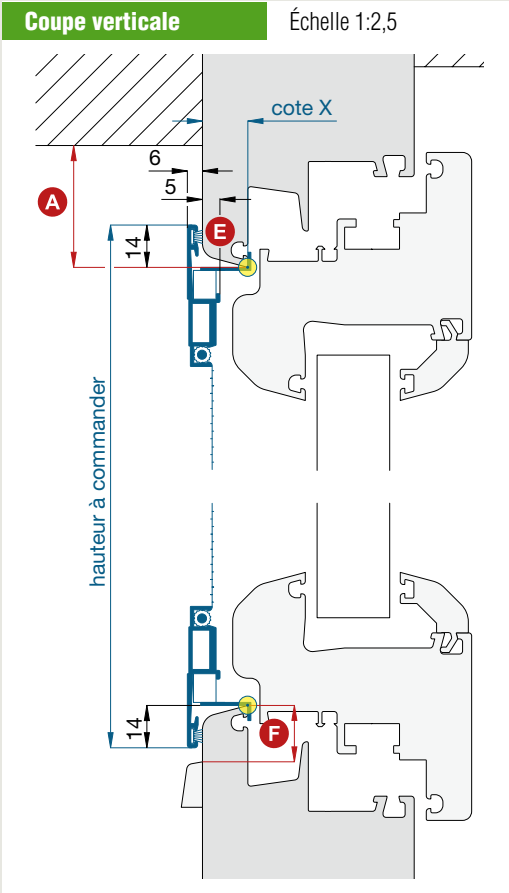 Coupe verticale
Échelle 1:2,5
cote X
6
A
5
E
14
hauteur à commander
14
F